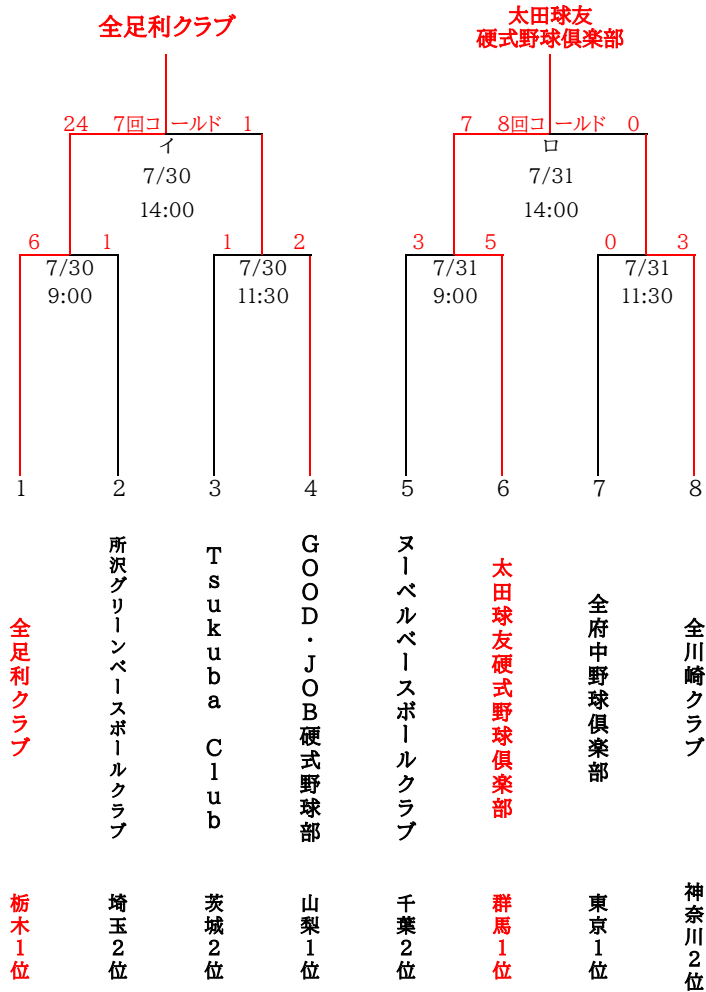 全足利クラブ
太田球友
硬式野球倶楽部
24 7回コールド 1
7 8回コールド 0
イ
ロ
7/30
7/31
14:00
14:00
6 1
1 2
3 5
0 3
7/30
7/30
7/31
7/31
9:00
11:30
9:00
11:30
1 2 3 4 5 6 7 8
全足利クラブ
所沢グリーンベースボールクラブ
Tsukuba Club
GOOD・JOB硬式野球部
ヌーベルベースボールクラブ
太田球友硬式野球倶楽部
全府中野球倶楽部
全川崎クラブ
栃木1位
埼玉2位
茨城2位
山梨1位
千葉2位
群馬1位
東京1位
神奈川2位